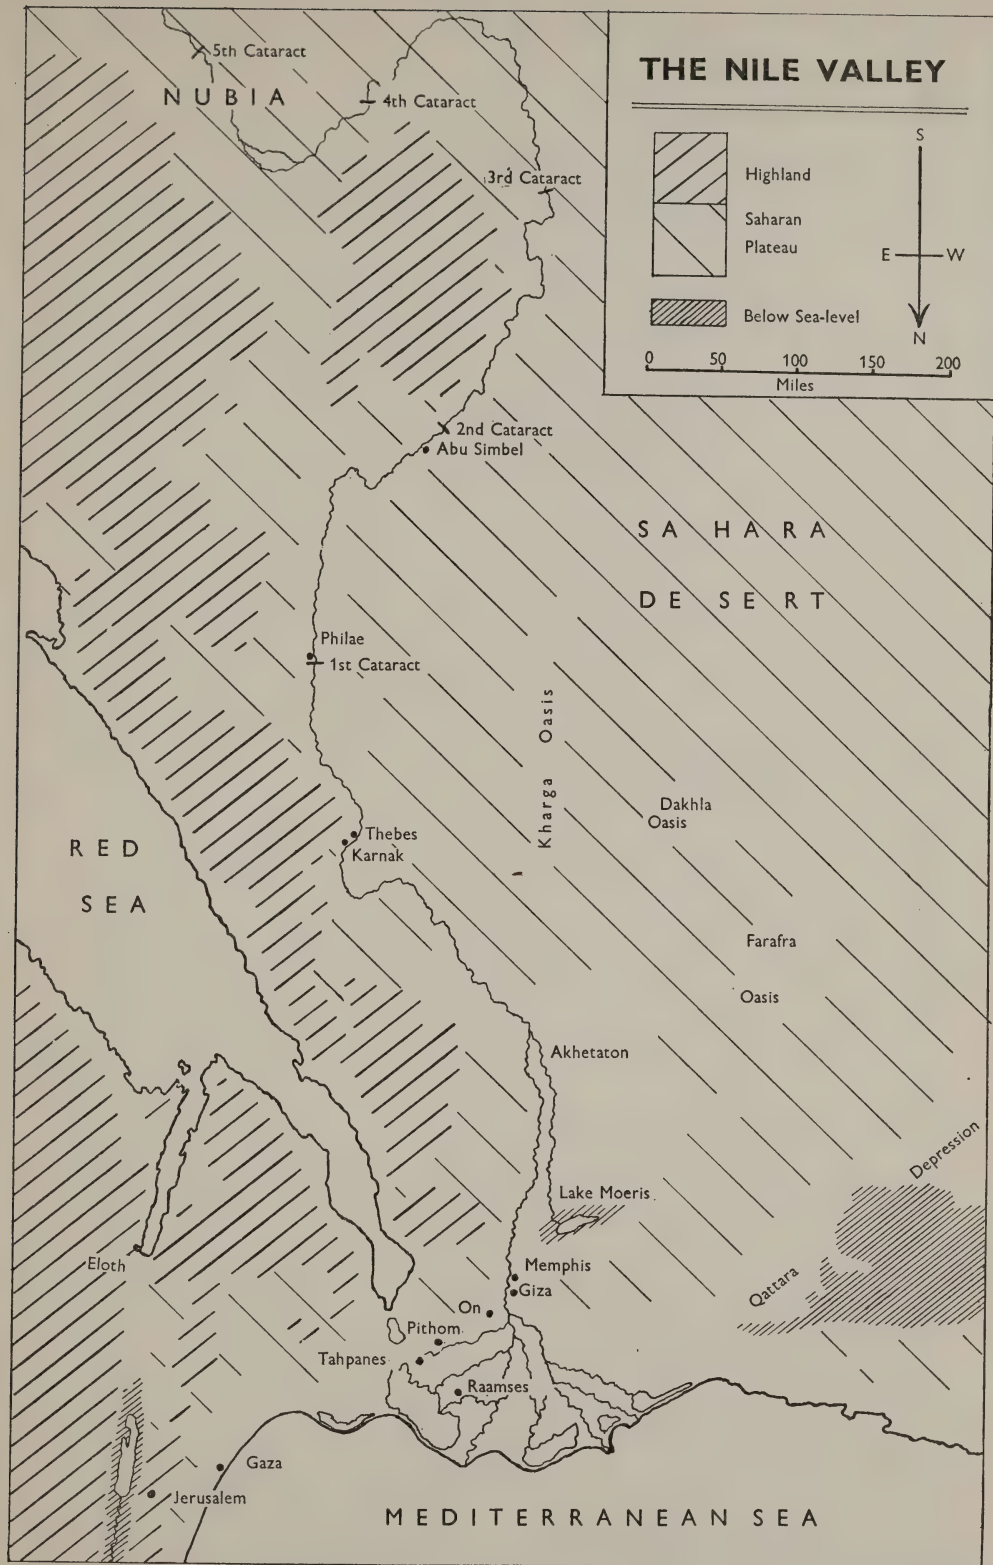 THE NILE VALLEY
Highland
Saharan
Plateau
Below Sea-level
S
E W
N
0 50 100 150 200
Miles
5th Cataract
NUBIA
4th Cataract
3rd Cataract
2nd Cataract
Abu Simbel
SAHARA
DESERT
Philae
1st Cataract
Kharga Oasis
Dakhla
Oasis
Thebes
Karnak
RED
SEA
Farafra
Oasis
Akhetaton
Depression
Qattara
Lake Moeris
Eloth
Memphis
Giza
On
Pithom
Tahpanes
Raamses
Gaza
Jerusalem
MEDITERRANEAN SEA